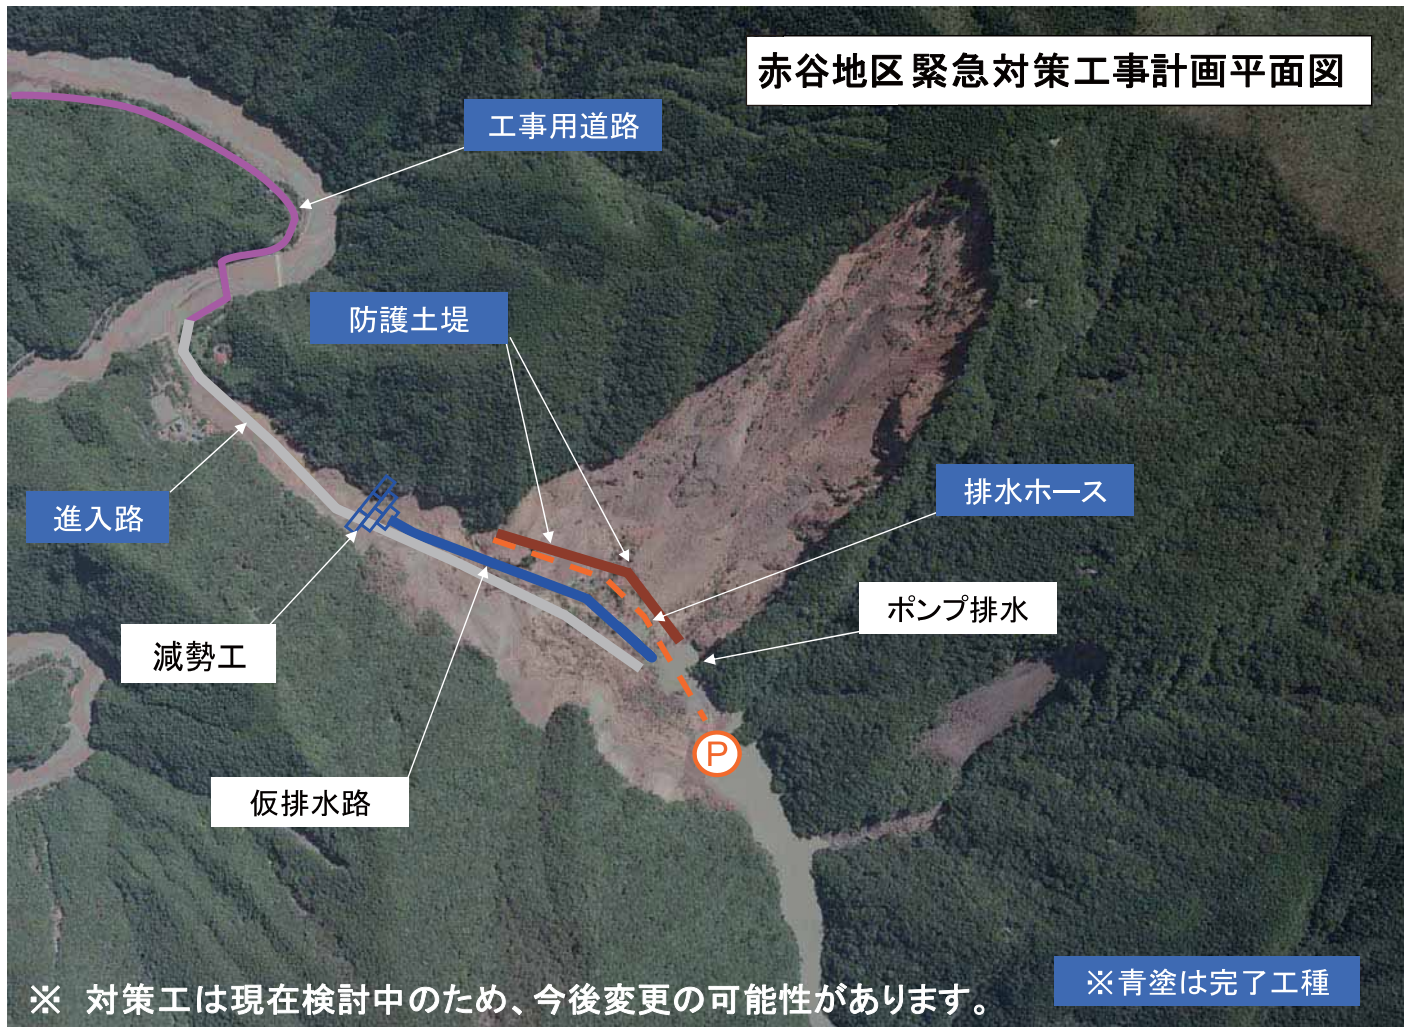 赤谷地区 緊急対策工事計画平面図
工事用道路
防護土堤
排水ホース
進入路
ポンプ排水
減勢工
P
仮排水路
※青塗は完了工種
※ 対策工は現在検討中のため、今後変更の可能性があります。